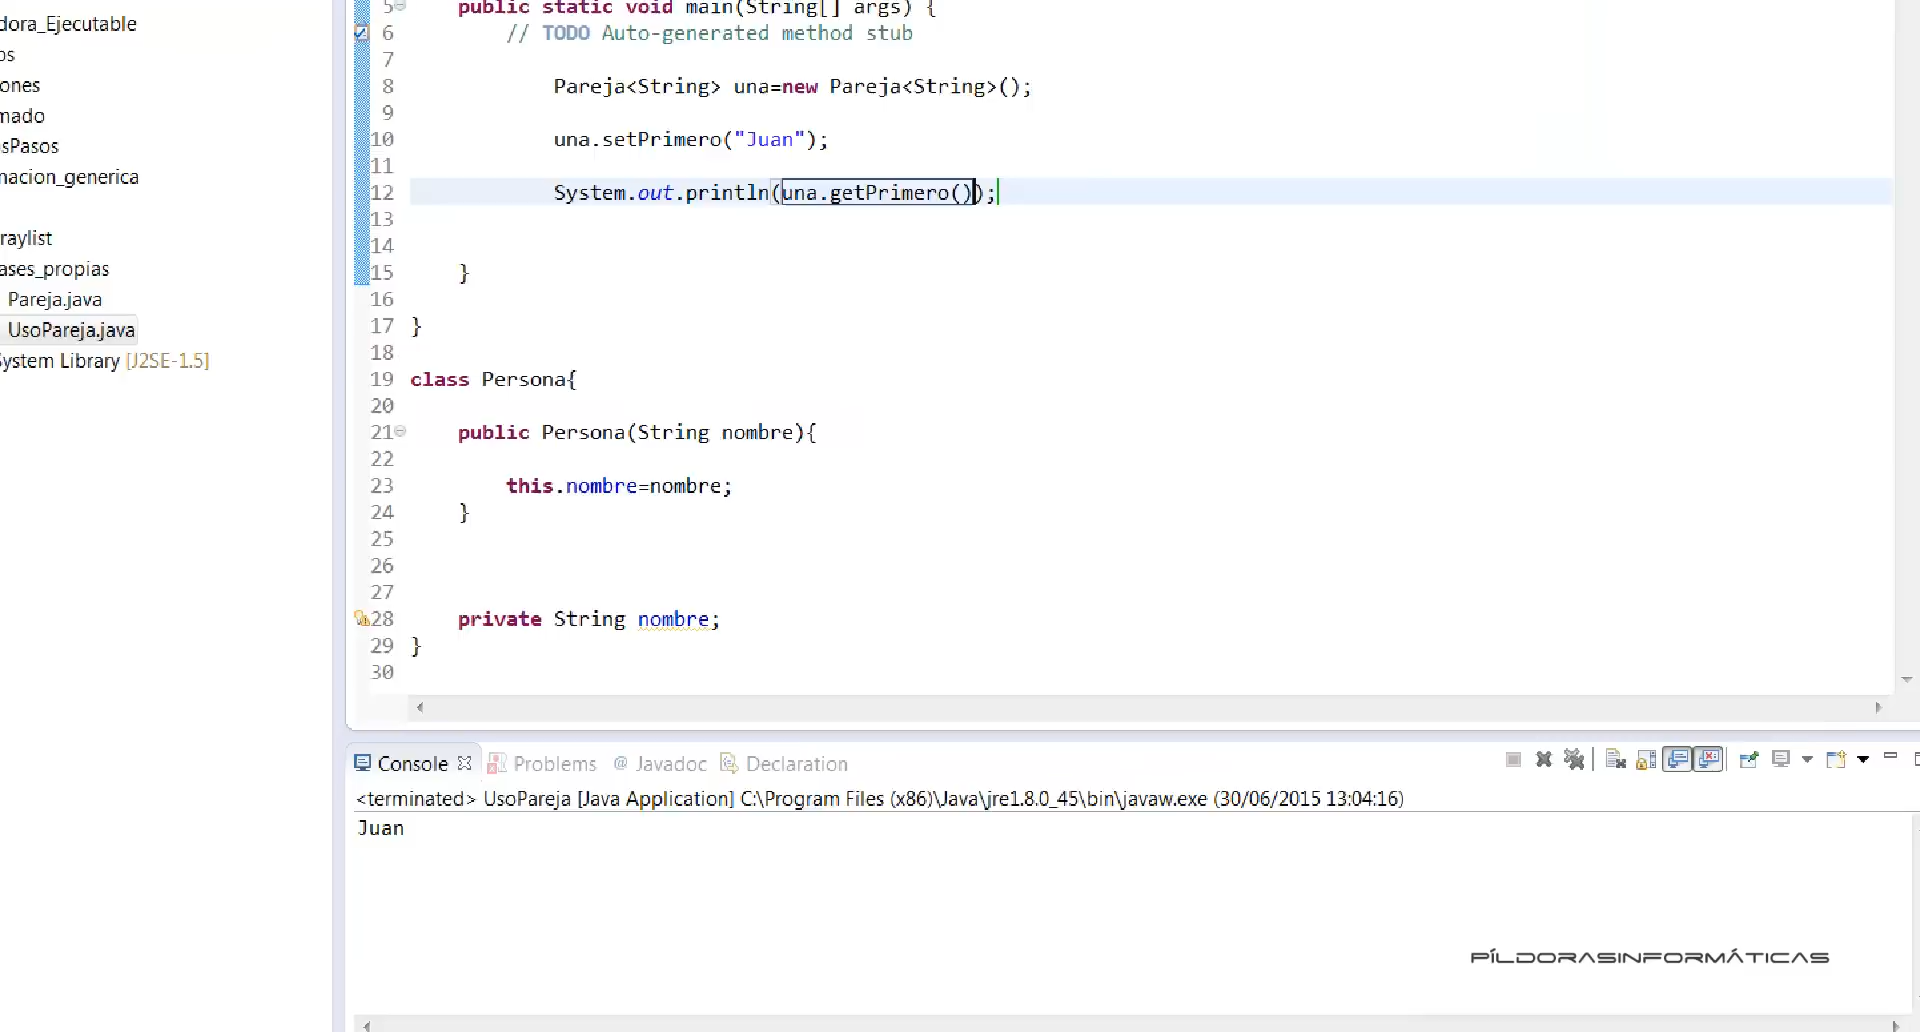 dora_Ejecutable
os
ones
mado
sPasos
macion_generica
raylist
ases_propias
Pareja.java
UsoPareja.java
System Library [J2SE-1.5]
5 public static void main(String[] args) {
6 // TODO Auto-generated method stub
7
8 Pareja<String> una=new Pareja<String>();
9
10 una.setPrimero("Juan");
11
12 System.out.println(una.getPrimero());
13
14
15 }
16
17 }
18
19 class Persona{
20
21 public Persona(String nombre){
22
23 this.nombre=nombre;
24 }
25
26
27
28 private String nombre;
29 }
30
Console Problems @ Javadoc Declaration
<terminated> UsoPareja [Java Application] C:\Program Files (x86)\Java\jre1.8.0_45\bin\javaw.exe (30/06/2015 13:04:16)
Juan
PÍLDORASINFORMÁTICAS